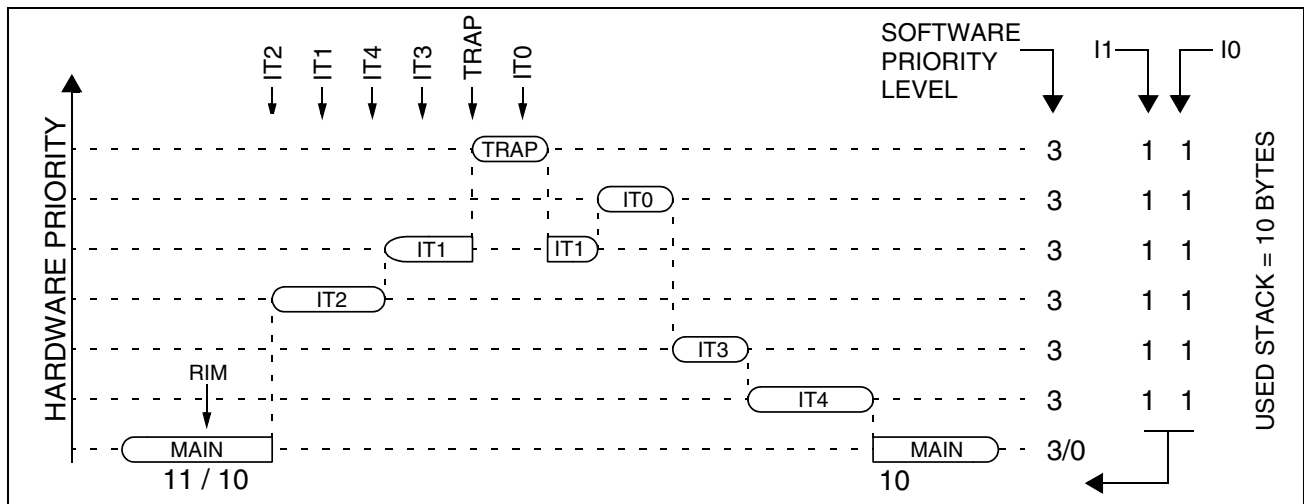 IT2
IT1
IT4
IT3
TRAP
IT0
SOFTWARE
PRIORITY
LEVEL
I1
I0
HARDWARE PRIORITY
USED STACK = 10 BYTES
TRAP
3
1 1
IT0
3
1 1
IT1
IT1
3
1 1
IT2
3
1 1
RIM
IT3
3
1 1
IT4
3
1 1
MAIN
MAIN
3/0
11 / 10
10